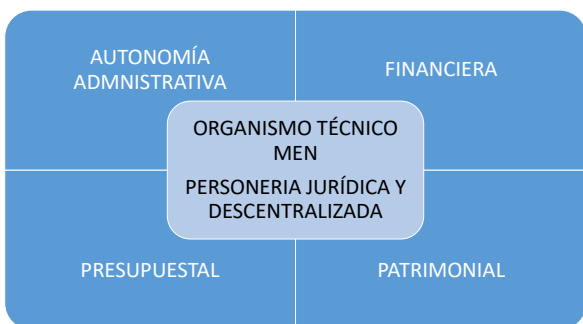 AUTONOMÍA
ADMNISTRATIVA
FINANCIERA
ORGANISMO TÉCNICO
MEN
PERSONERIA JURÍDICA Y
DESCENTRALIZADA
PRESUPUESTAL
PATRIMONIAL